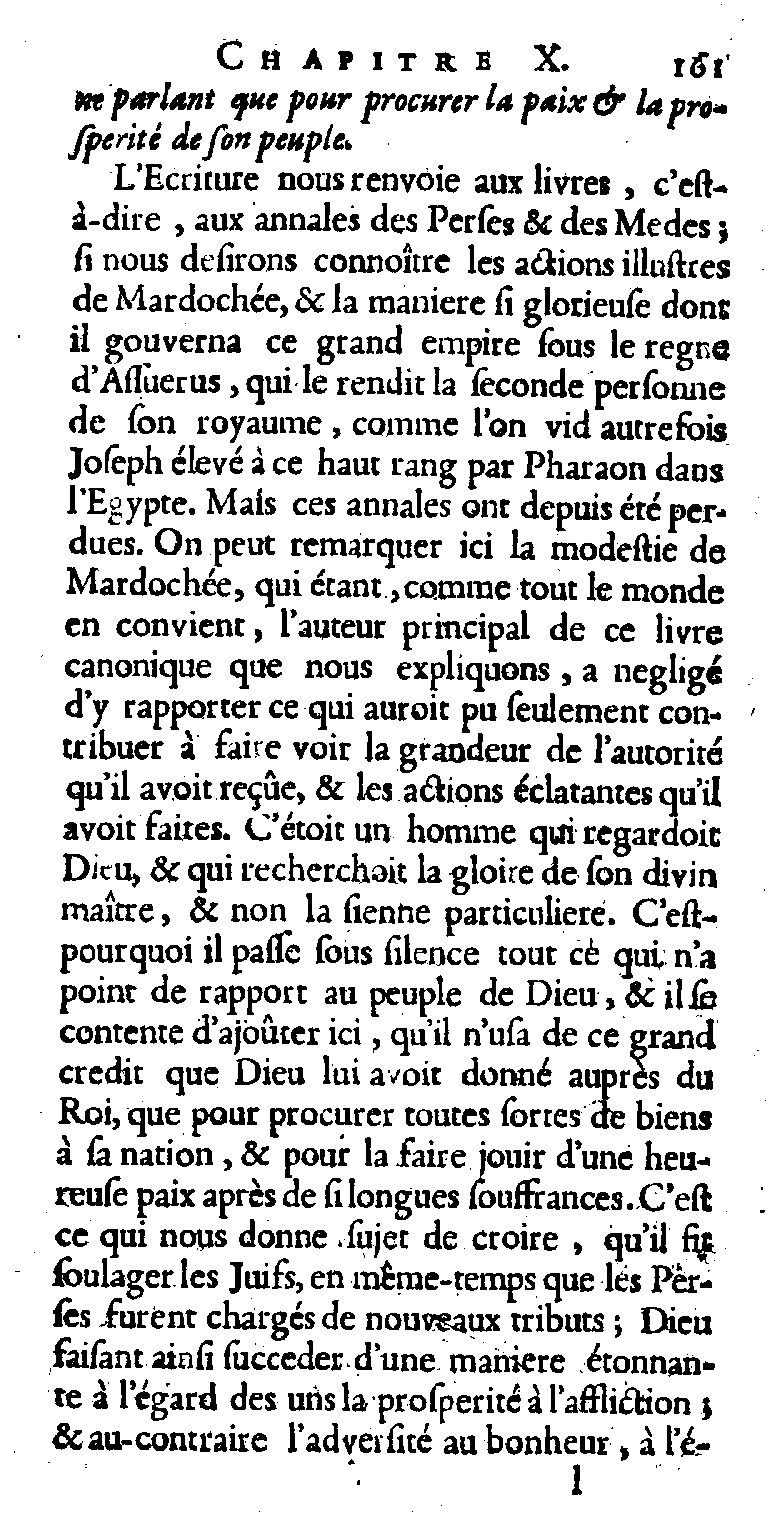 CHAPITRE X. 161
ne parlant que pour procurer la paix & la pro-
ſperité de ſon peuple.
L'Ecriture nous renvoie aux livres, c'eſt-
à-dire, aux annales des Perſes & des Medes;
ſi nous deſirons connoître les actions illuſtres
de Mardochée, & la maniere ſi glorieuſe dont
il gouverna ce grand empire ſous le regne
d'Aſſuerus, qui le rendit la ſeconde perſonne
de ſon royaume, comme l'on vid autrefois
Joſeph élevé à ce haut rang par Pharaon dans
l'Egypte. Mais ces annales ont depuis été per-
dues. On peut remarquer ici la modeſtie de
Mardochée, qui étant, comme tout le monde
en convient, l'auteur principal de ce livre
canonique que nous expliquons, a negligé
d'y rapporter ce qui auroit pu ſeulement con-
tribuer à faire voir la grandeur de l'autorité
qu'il avoit reçûe, & les actions éclatantes qu'il
avoit faites. C'étoit un homme qui regardoit
Dieu, & qui recherchoit la gloire de ſon divin
maître, & non la ſienne particuliere. C'eſt-
pourquoi il paſſe ſous ſilence tout ce qui n'a
point de rapport au peuple de Dieu, & il ſe
contente d'ajoûter ici, qu'il n'uſa de ce grand
credit que Dieu lui avoit donné auprès du
Roi, que pour procurer toutes ſortes de biens
à ſa nation, & pour la faire jouir d'une heu-
reuſe paix après de ſi longues ſouffrances. C'eſt
ce qui nous donne ſujet de croire, qu'il fit
ſoulager les Juifs, en même-temps que les Per-
ſes furent chargés de nouveaux tributs; Dieu
faiſant ainſi ſucceder d'une maniere étonnan-
te à l'égard des uns la proſperité à l'affliction;
& au-contraire l'adverſité au bonheur, à l'é-
l